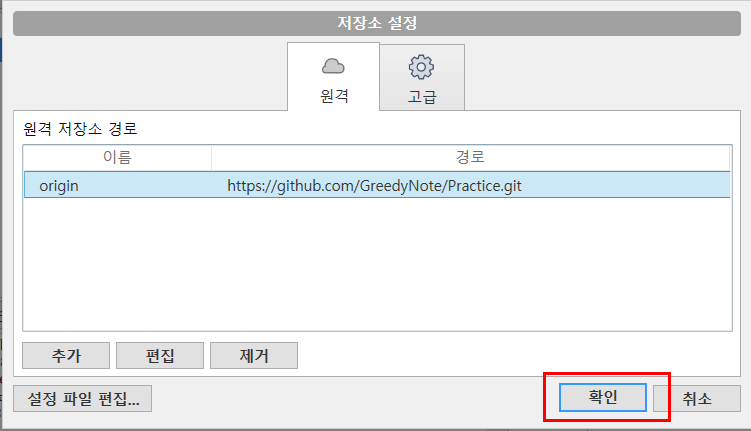 저장소 설정
원격
고급
원격 저장소 경로
이름 경로
origin https://github.com/GreedyNote/Practice.git
추가 편집 제거
설정 파일 편집... 확인 취소